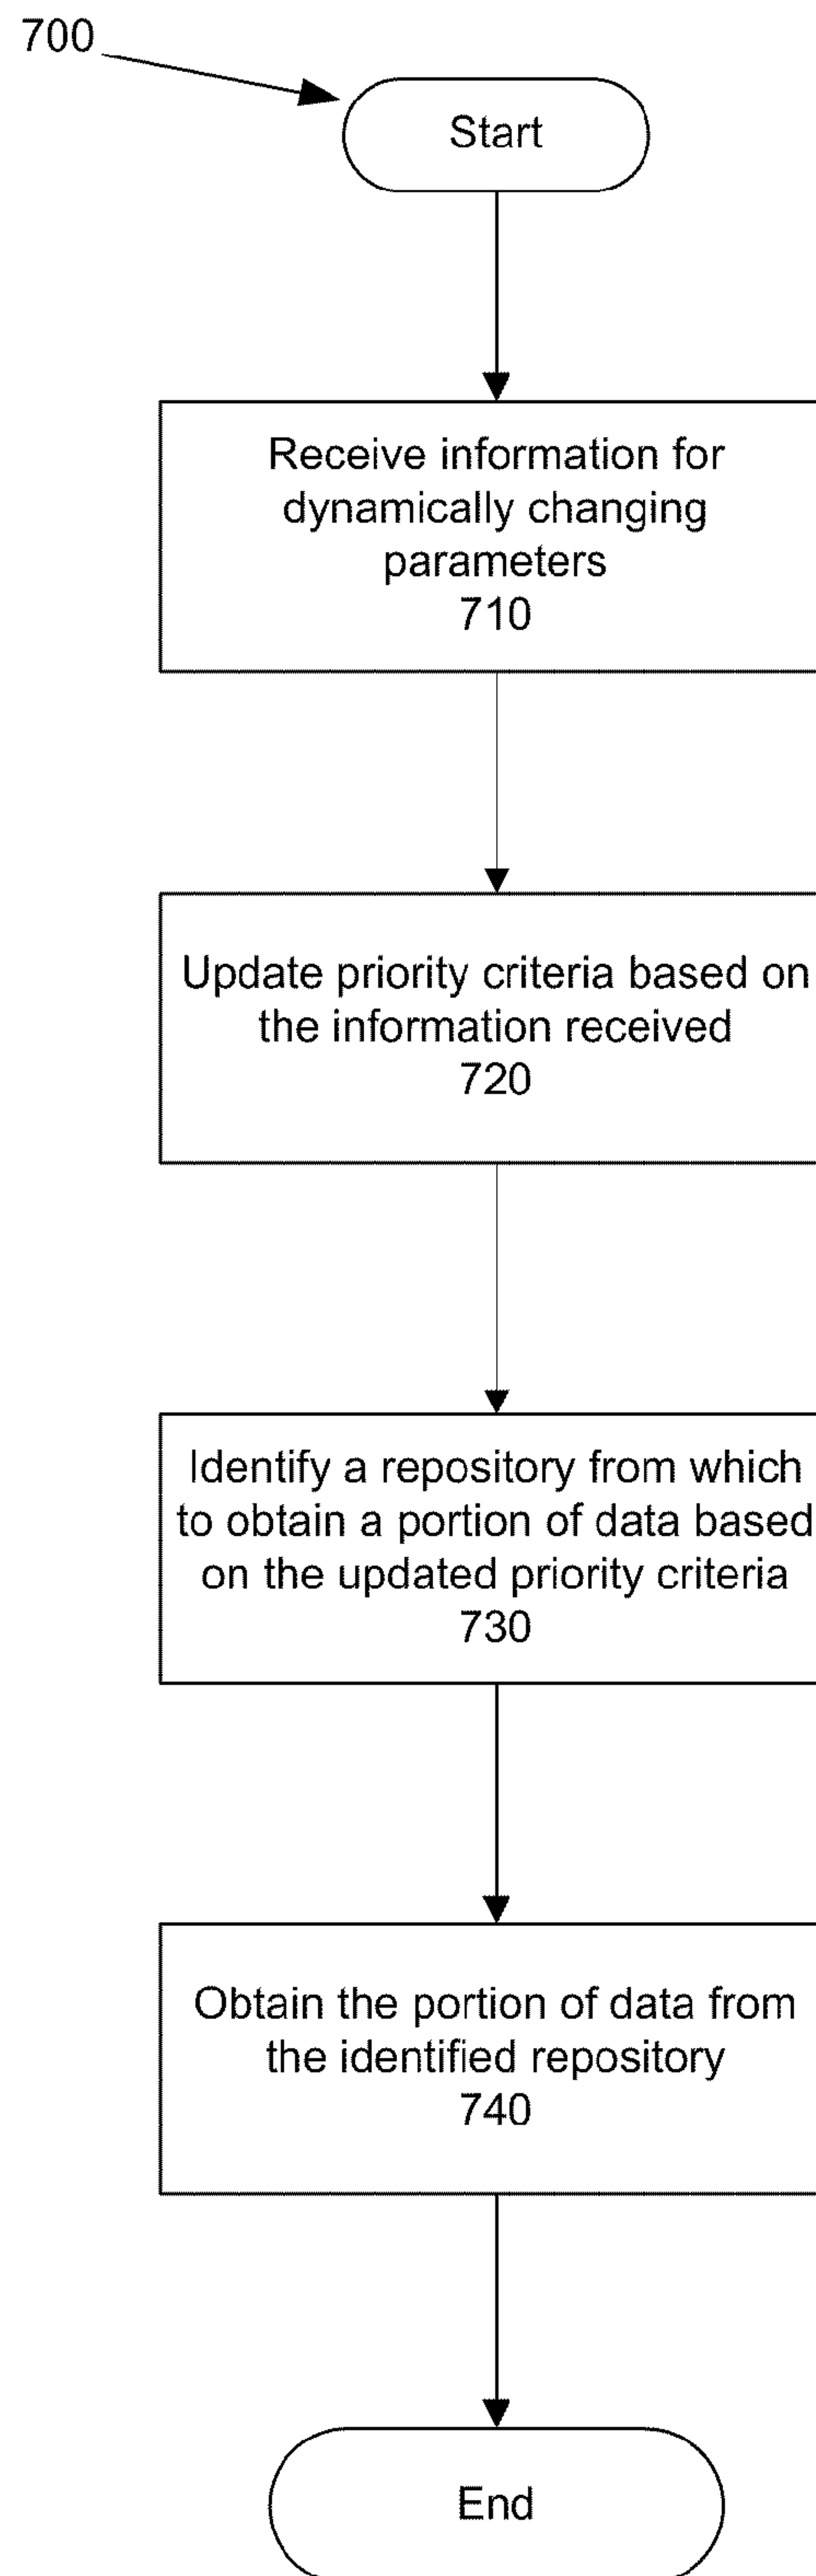 700
Start
Receive information for
dynamically changing
parameters
710
Update priority criteria based on
the information received
720
Identify a repository from which
to obtain a portion of data based
on the updated priority criteria
730
Obtain the portion of data from
the identified repository
740
End